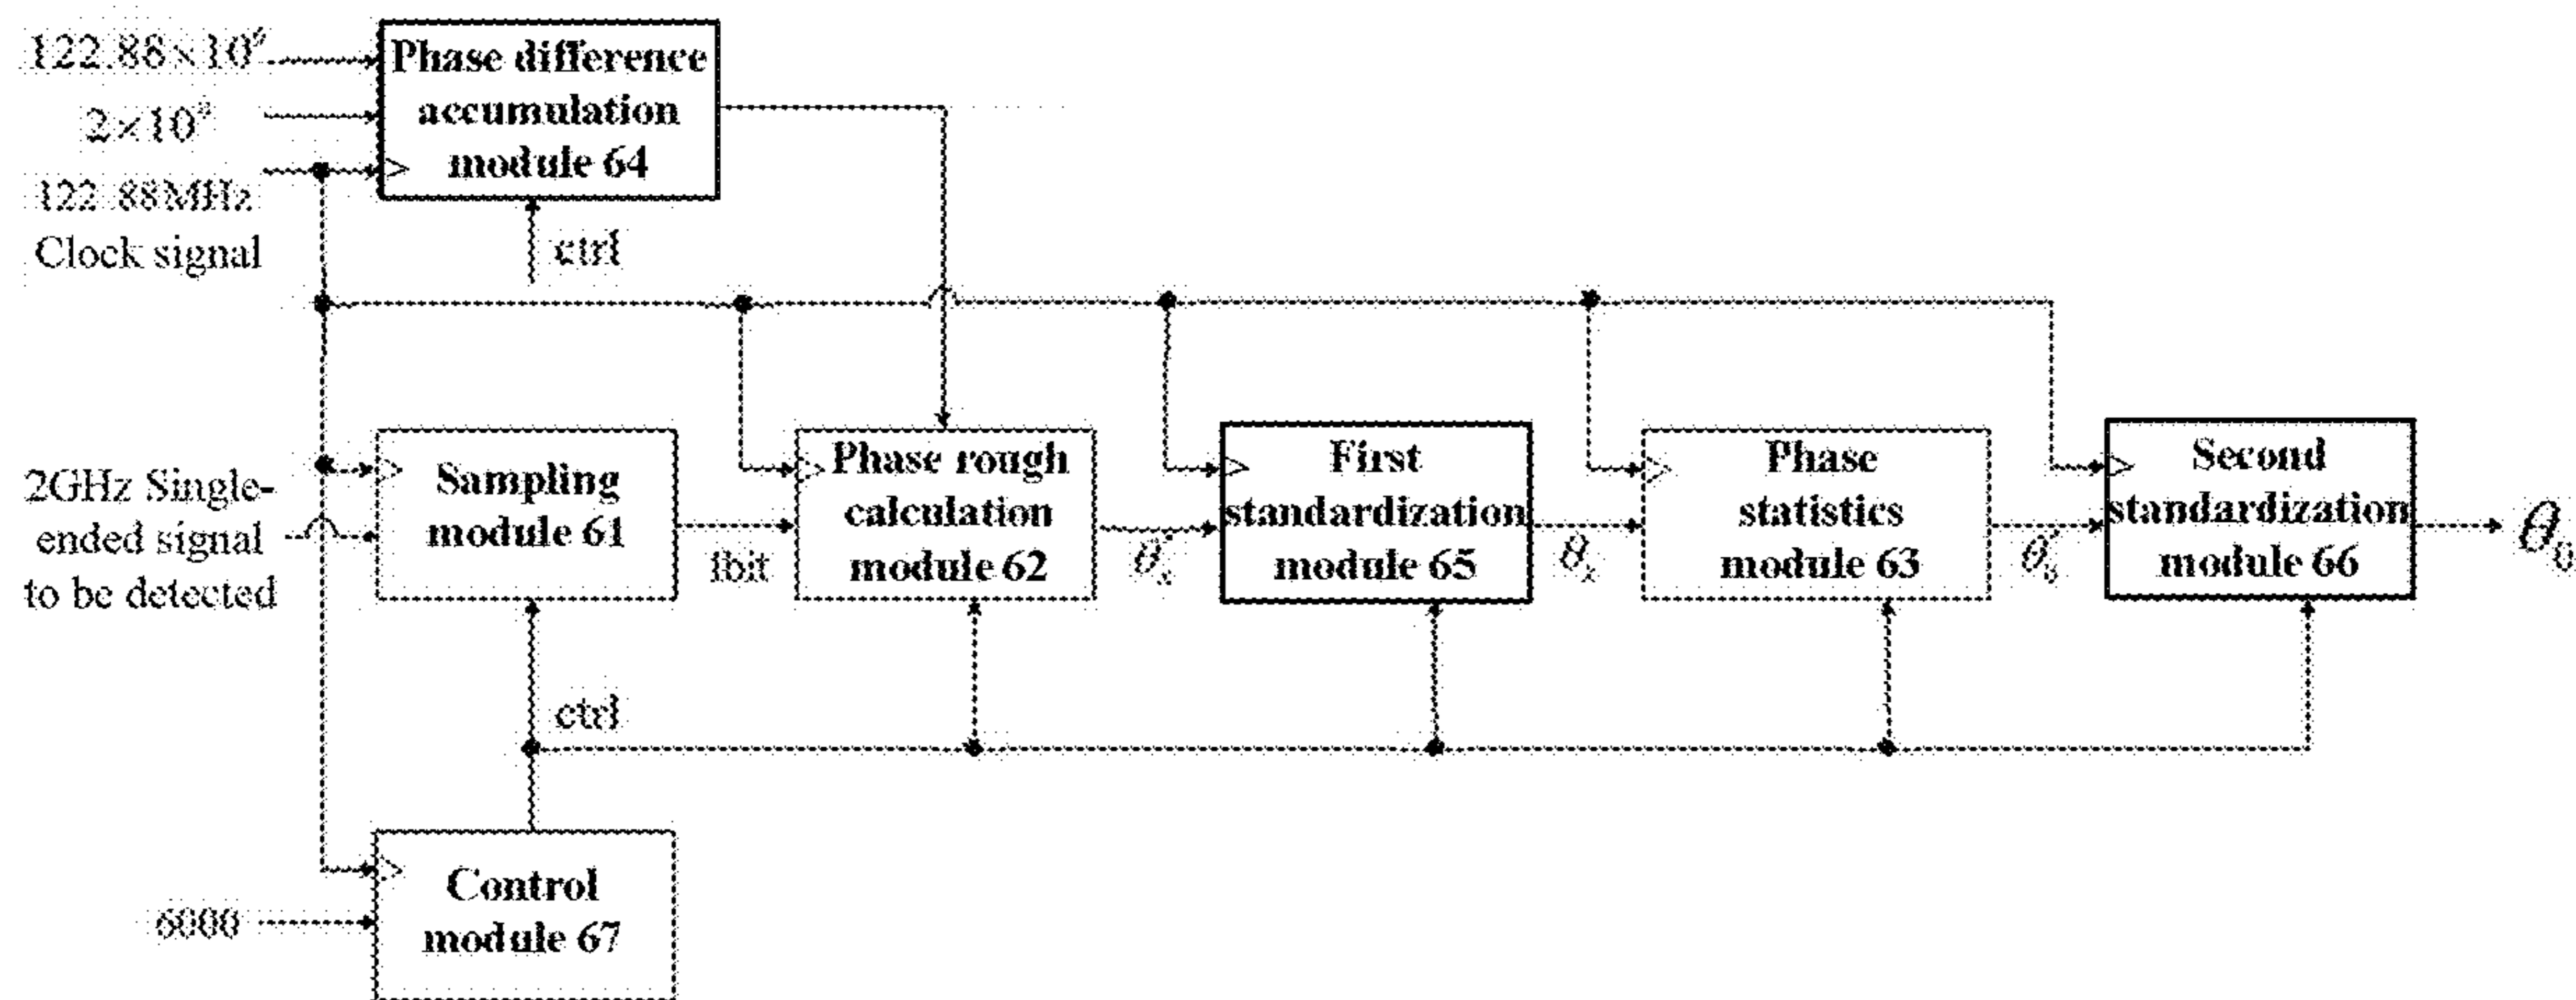 122.88×10⁶
2×10⁹
122.88MHz
Clock signal
Phase difference
accumulation
module 64
ctrl
2GHz Single-
ended signal
to be detected
Sampling
module 61
1bit
Phase rough
calculation
module 62
θ'ₓ
First
standardization
module 65
θₓ
Phase
statistics
module 63
θ'₀
Second
standardization
module 66
θ₀
ctrl
6000
Control
module 67